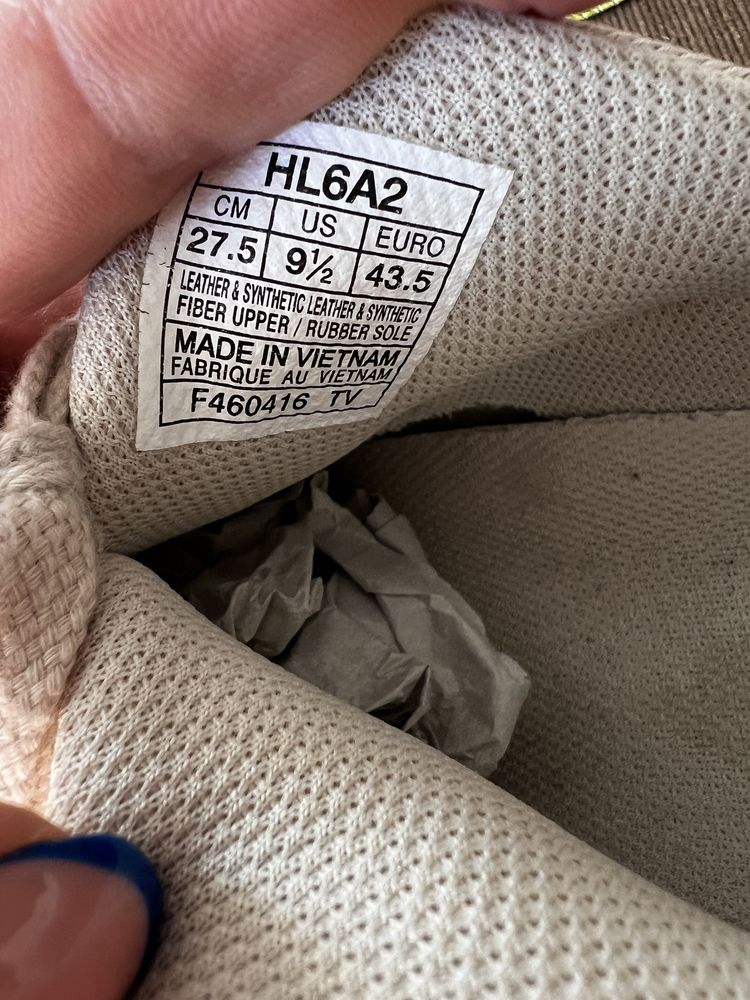 HL6A2
CM US EURO
27.5 9½ 43.5
LEATHER & SYNTHETIC LEATHER & SYNTHETIC
FIBER UPPER / RUBBER SOLE
MADE IN VIETNAM
FABRIQUE AU VIETNAM
F460416 TV